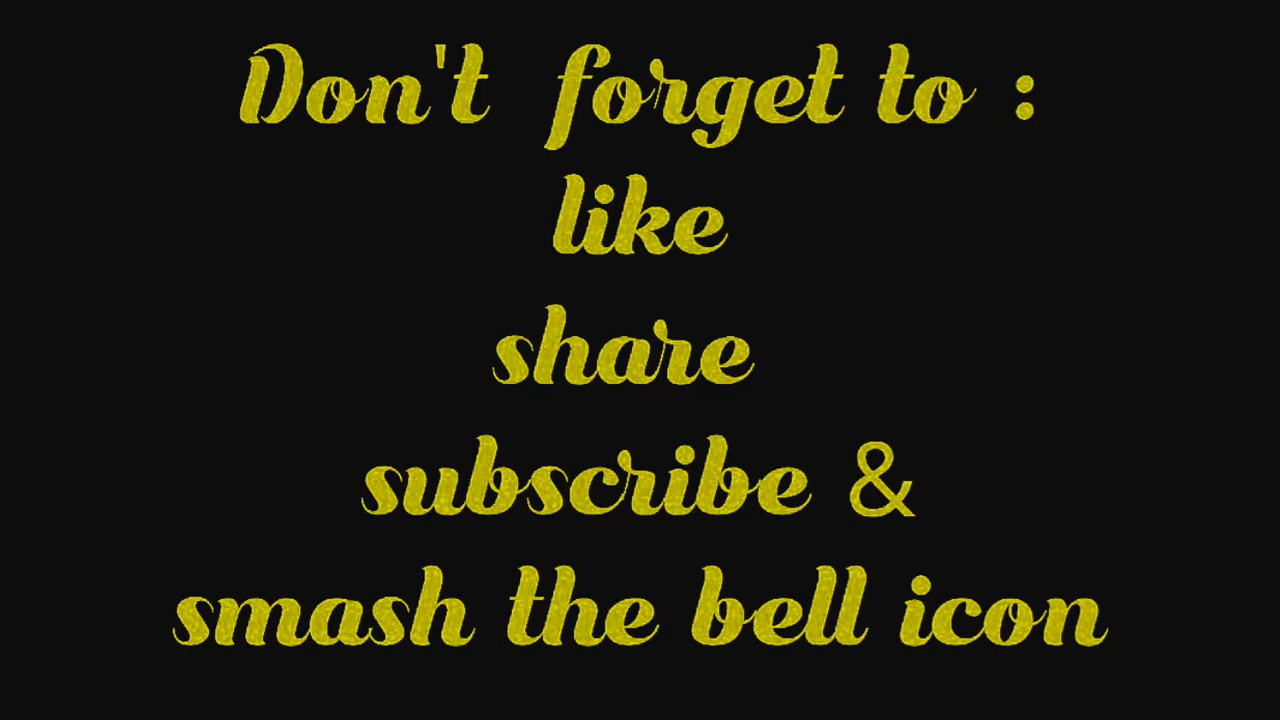 Don't forget to :
like
share
subscribe &
smash the bell icon